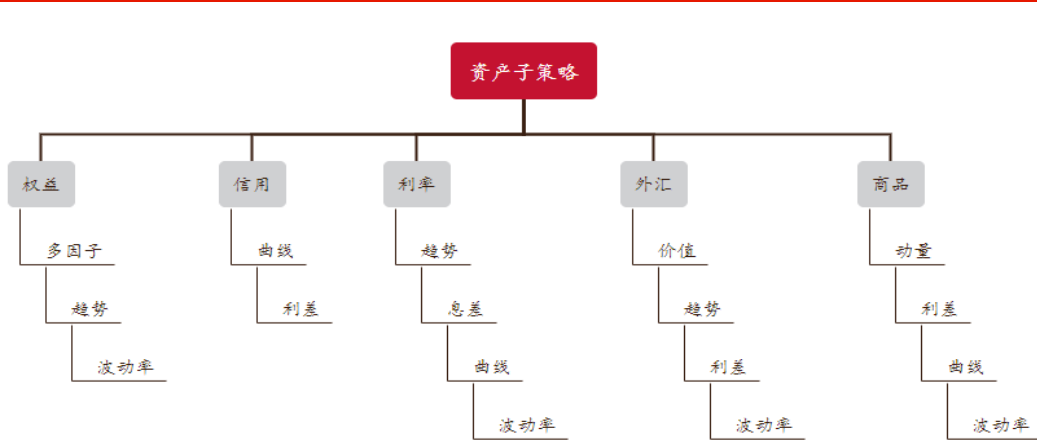 资产子策略
权益
信用
利率
外汇
商品
多因子
曲线
趋势
价值
动量
趋势
利差
息差
趋势
利差
波动率
曲线
利差
曲线
波动率
波动率
波动率